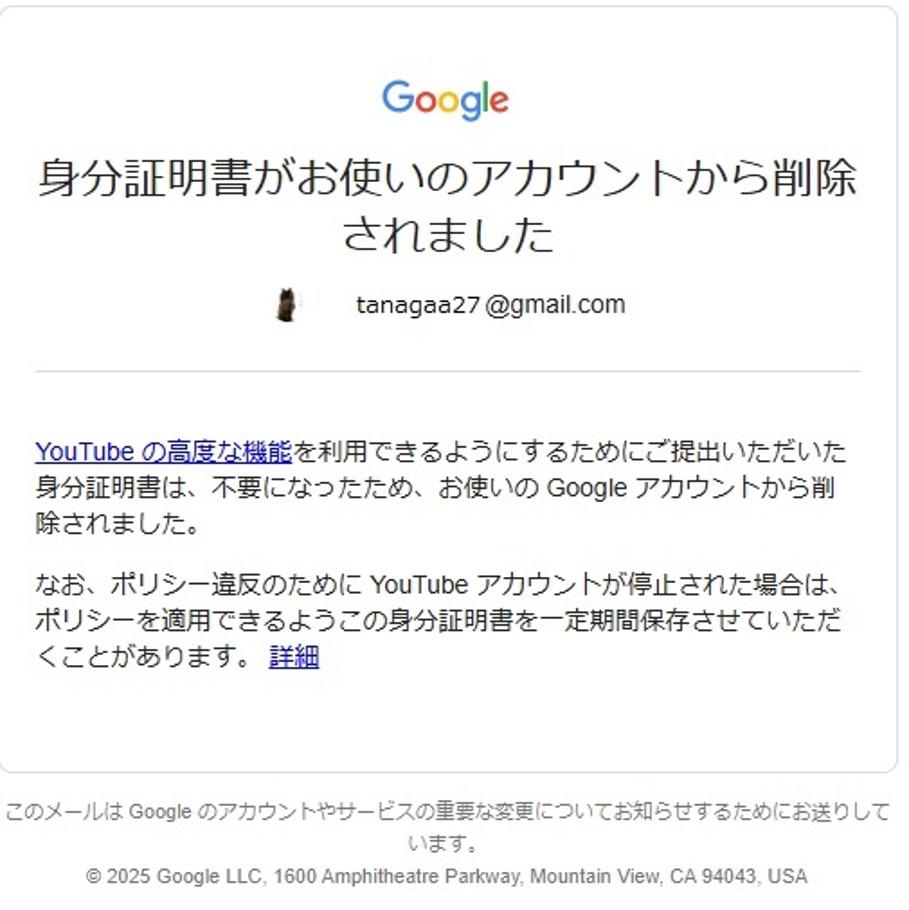 Google
身分証明書がお使いのアカウントから削除
されました
tanagaa27@gmail.com
YouTube の高度な機能を利用できるようにするためにご提出いただいた
身分証明書は、不要になったため、お使いの Google アカウントから削
除されました。
なお、ポリシー違反のために YouTube アカウントが停止された場合は、
ポリシーを適用できるようこの身分証明書を一定期間保存させていただ
くことがあります。 詳細
このメールは Google のアカウントやサービスの重要な変更についてお知らせするためにお送りして
います。
© 2025 Google LLC, 1600 Amphitheatre Parkway, Mountain View, CA 94043, USA